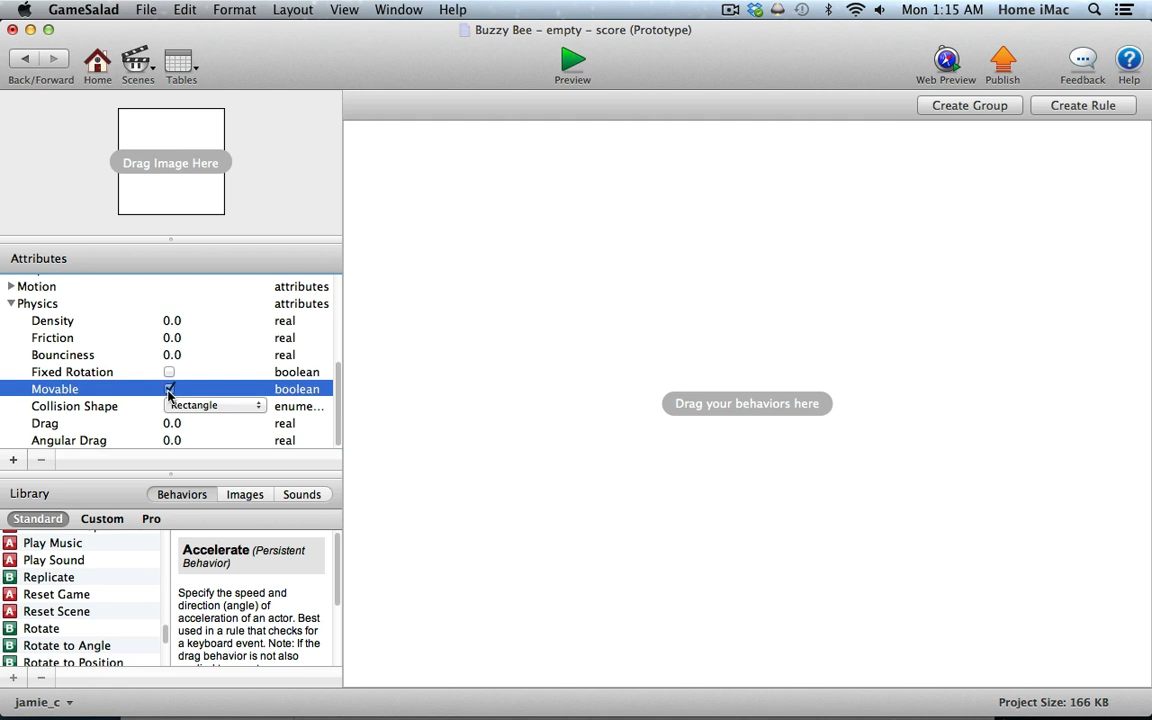 GameSalad File Edit Format Layout View Window Help Mon 1:15 AM Home iMac
Buzzy Bee - empty - score (Prototype)
Back/Forward Home Scenes Tables Preview Web Preview Publish Feedback Help
Create Group Create Rule
Drag Image Here
Attributes
Motion attributes
Physics attributes
Density 0.0 real
Friction 0.0 real
Bounciness 0.0 real
Fixed Rotation boolean
Movable boolean
Collision Shape Rectangle enume...
Drag 0.0 real
Angular Drag 0.0 real
Drag your behaviors here
+ −
Library Behaviors Images Sounds
Standard Custom Pro
Play Music
Play Sound
Replicate
Reset Game
Reset Scene
Rotate
Rotate to Angle
Rotate to Position
Accelerate (Persistent
Behavior)
Specify the speed and
direction (angle) of
acceleration of an actor. Best
used in a rule that checks for
a keyboard event. Note: If the
drag behavior is not also
+ −
jamie_c Project Size: 166 KB